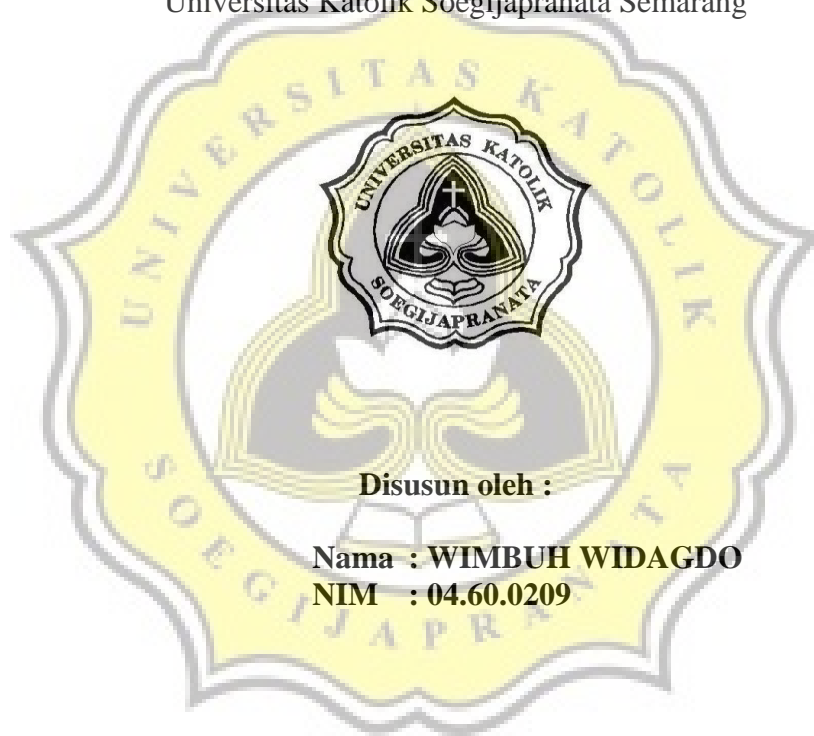 Universitas Katolik Soegijapranata Semarang
UNIVERSITAS KATOLIK
SOEGIJAPRANATA
UNIVERSITAS KATOLIK
SOEGIJAPRANATA
Disusun oleh :
Nama : WIMBUH WIDAGDO
NIM : 04.60.0209